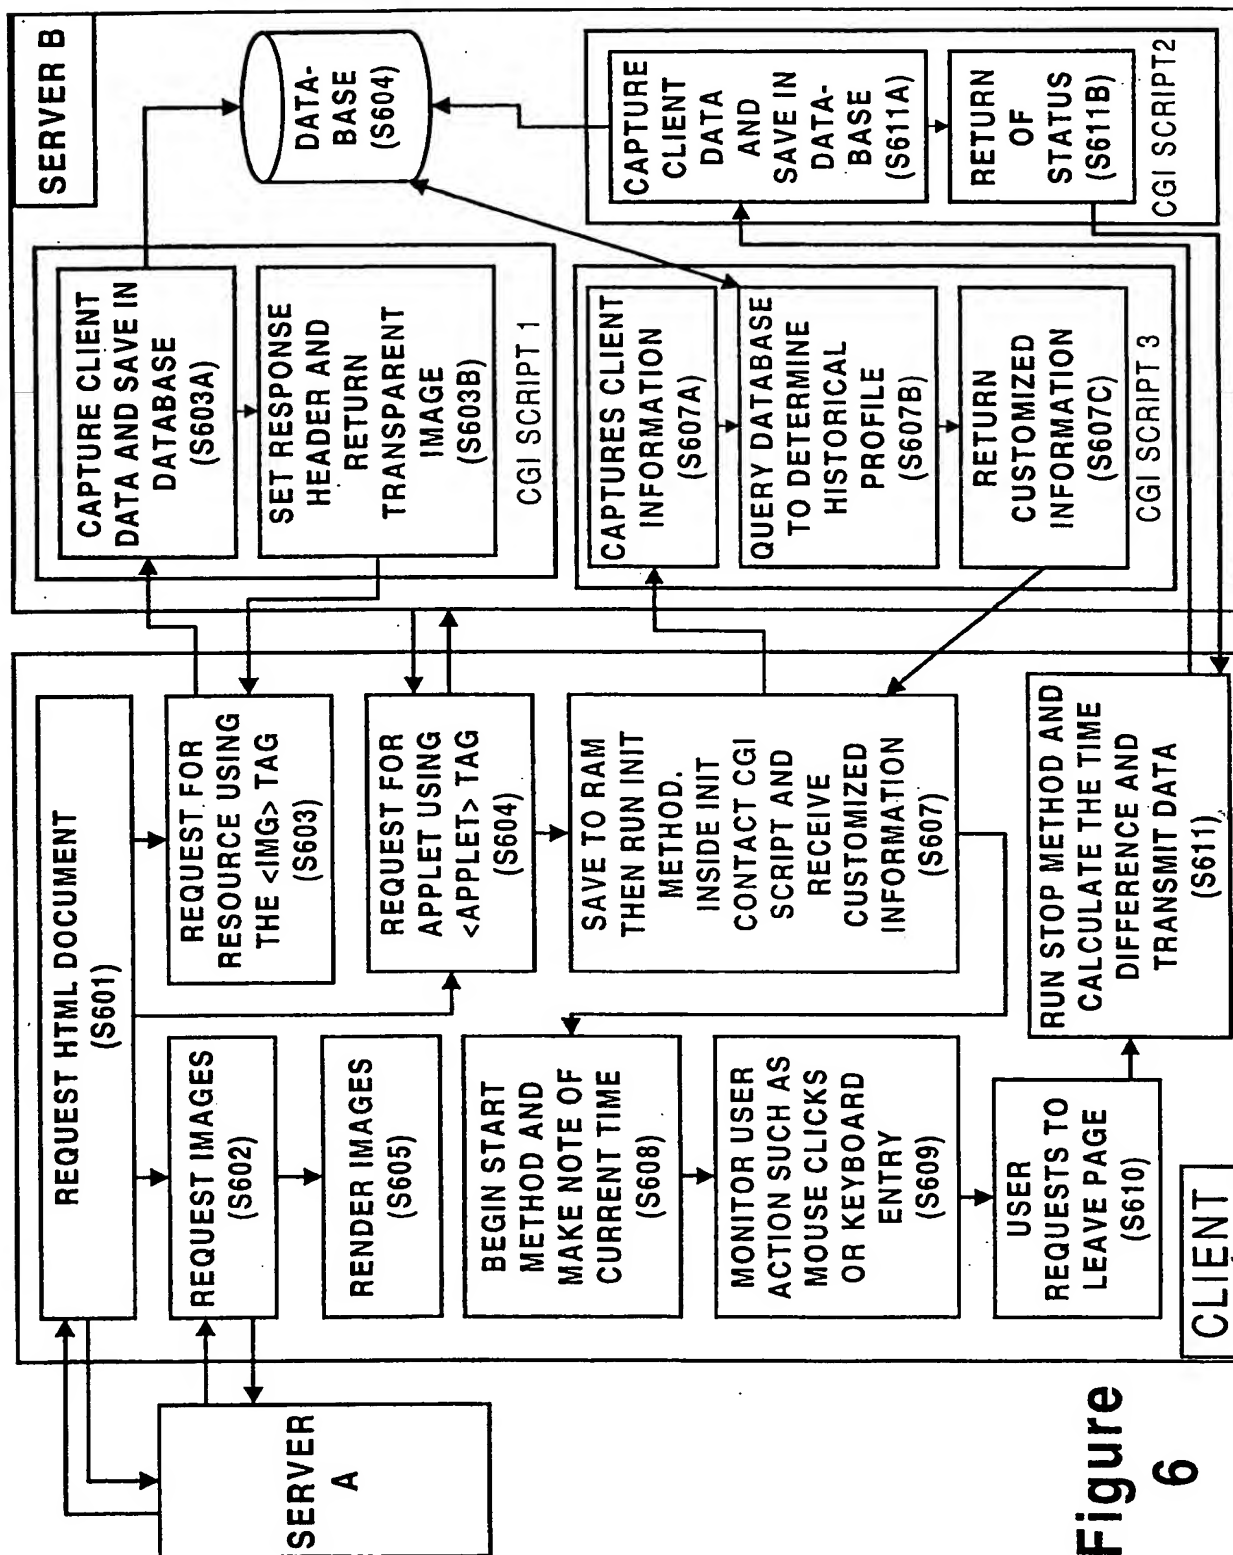 SERVER
A
REQUEST HTML DOCUMENT
(S601)
REQUEST IMAGES
(S602)
RENDER IMAGES
(S605)
REQUEST FOR
RESOURCE USING
THE <IMG> TAG
(S603)
REQUEST FOR
APPLET USING
<APPLET> TAG
(S604)
SAVE TO RAM
THEN RUN INIT
METHOD.
INSIDE INIT
CONTACT CGI
SCRIPT AND
RECEIVE
CUSTOMIZED
INFORMATION
(S607)
BEGIN START
METHOD AND
MAKE NOTE OF
CURRENT TIME
(S608)
MONITOR USER
ACTION SUCH AS
MOUSE CLICKS
OR KEYBOARD
ENTRY
(S609)
USER
REQUESTS TO
LEAVE PAGE
(S610)
RUN STOP METHOD AND
CALCULATE THE TIME
DIFFERENCE AND
TRANSMIT DATA
(S611)
CLIENT
SERVER B
CAPTURE CLIENT
DATA AND SAVE IN
DATABASE
(S603A)
SET RESPONSE
HEADER AND
RETURN
TRANSPARENT
IMAGE
(S603B)
CGI SCRIPT 1
DATA-
BASE
(S604)
CAPTURES CLIENT
INFORMATION
(S607A)
QUERY DATABASE
TO DETERMINE
HISTORICAL
PROFILE
(S607B)
RETURN
CUSTOMIZED
INFORMATION
(S607C)
CGI SCRIPT 3
CAPTURE
CLIENT
DATA
AND
SAVE IN
DATA-
BASE
(S611A)
RETURN
OF
STATUS
(S611B)
CGI SCRIPT2
Figure
6